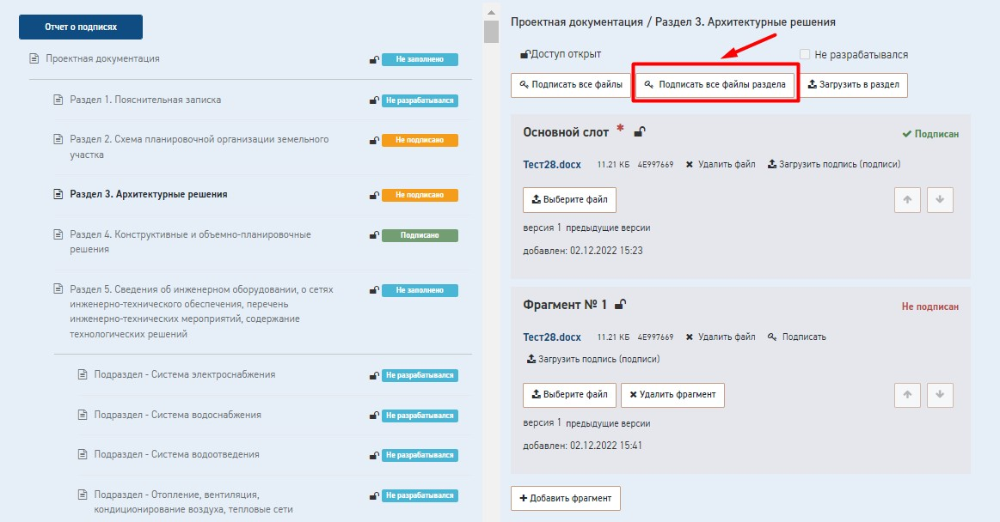 Отчет о подписях
Проектная документация
Не заполнено
Раздел 1. Пояснительная записка
Не разрабатывался
Раздел 2. Схема планировочной организации земельного
участка
Не подписано
Раздел 3. Архитектурные решения
Не подписано
Раздел 4. Конструктивные и объемно-планировочные
решения
Подписано
Раздел 5. Сведения об инженерном оборудовании, о сетях
инженерно-технического обеспечения, перечень
инженерно-технических мероприятий, содержание
технологических решений
Не заполнено
Подраздел - Система электроснабжения
Не разрабатывался
Подраздел - Система водоснабжения
Не разрабатывался
Подраздел - Система водоотведения
Не разрабатывался
Подраздел - Отопление, вентиляция,
кондиционирование воздуха, тепловые сети
Не разрабатывался
Проектная документация / Раздел 3. Архитектурные решения
Доступ открыт
Не разрабатывался
Подписать все файлы
Подписать все файлы раздела
Загрузить в раздел
Основной слот *
Подписан
Тест28.docx 11.21 КБ 4E997669 Удалить файл Загрузить подпись (подписи)
Выберите файл
версия 1 предыдущие версии
добавлен: 02.12.2022 15:23
Фрагмент № 1
Не подписан
Тест28.docx 11.21 КБ 4E997669 Удалить файл Подписать
Загрузить подпись (подписи)
Выберите файл Удалить фрагмент
версия 1 предыдущие версии
добавлен: 02.12.2022 15:41
Добавить фрагмент